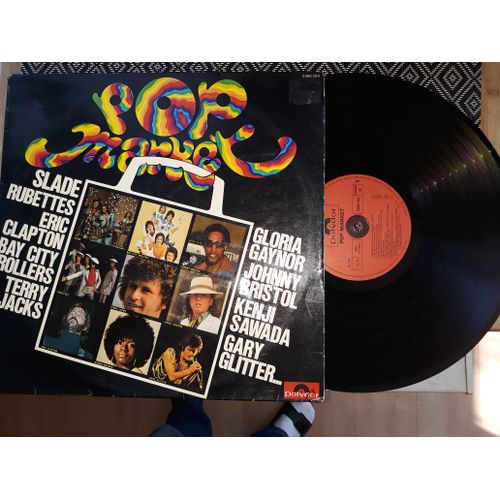 POP
market
SLADE
RUBETTES
ERIC
CLAPTON
BAY CITY
ROLLERS
TERRY
JACKS
GLORIA
GAYNOR
JOHNNY
BRISTOL
KENJI
SAWADA
GARY
GLITTER...
Polydor
Polydor
POP MARKET